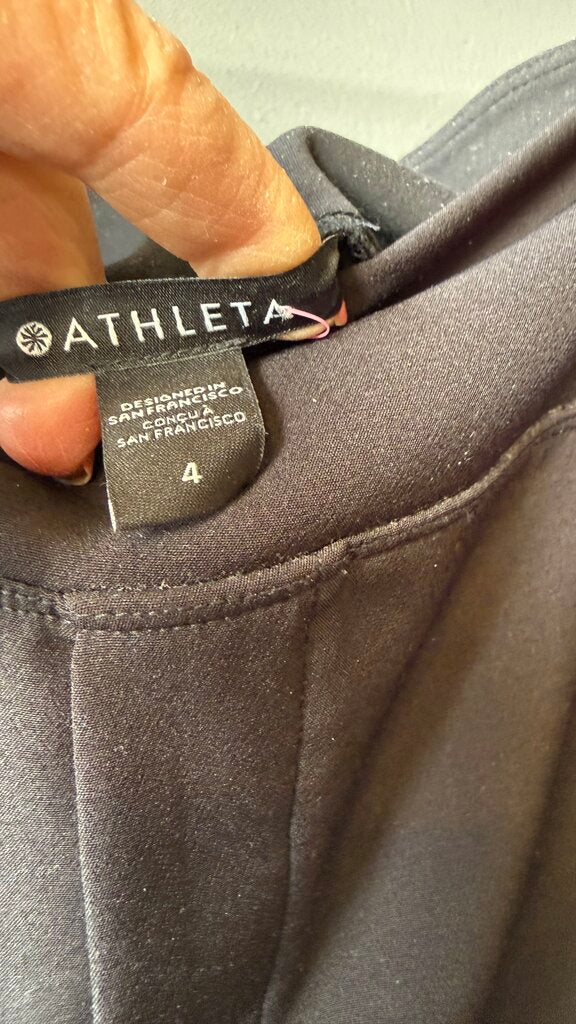 ATHLETA
DESIGNED IN
SAN FRANCISCO
CONÇU À
SAN FRANCISCO
4